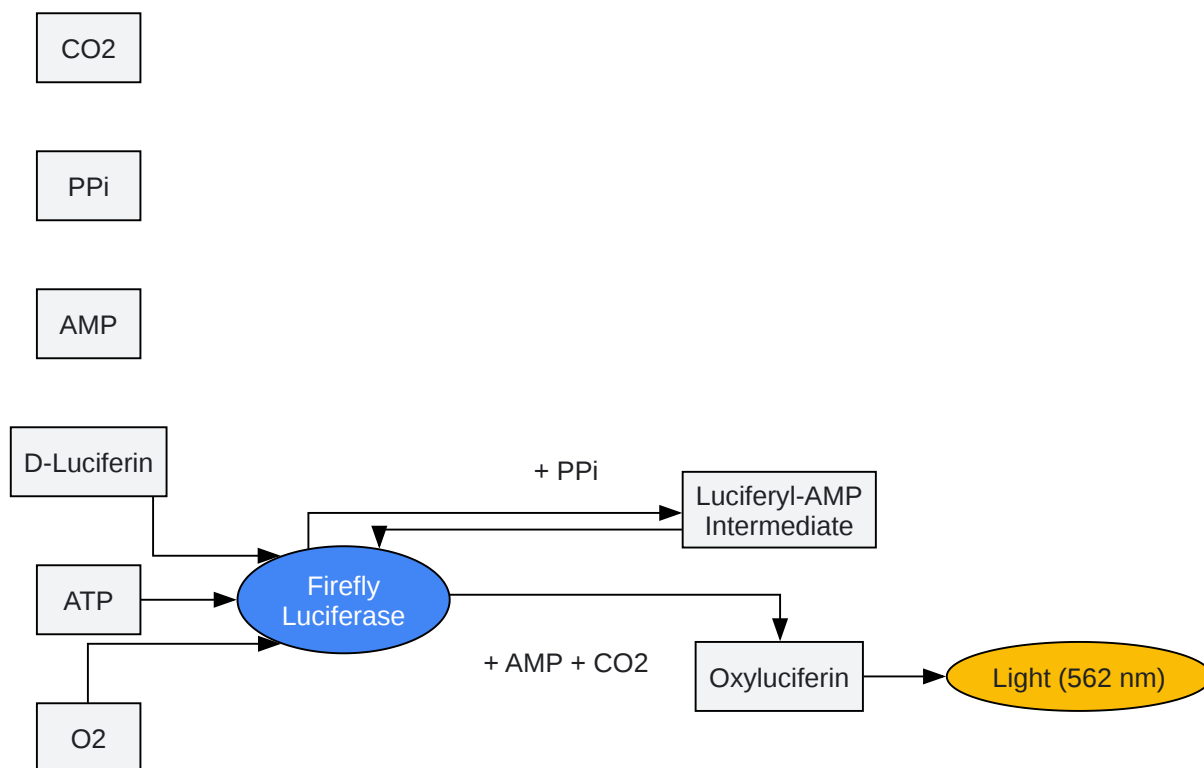 CO2
PPi
AMP
D-Luciferin
+ PPi
Luciferyl-AMP
Intermediate
ATP
Firefly
Luciferase
+ AMP + CO2
Oxyluciferin
Light (562 nm)
O2